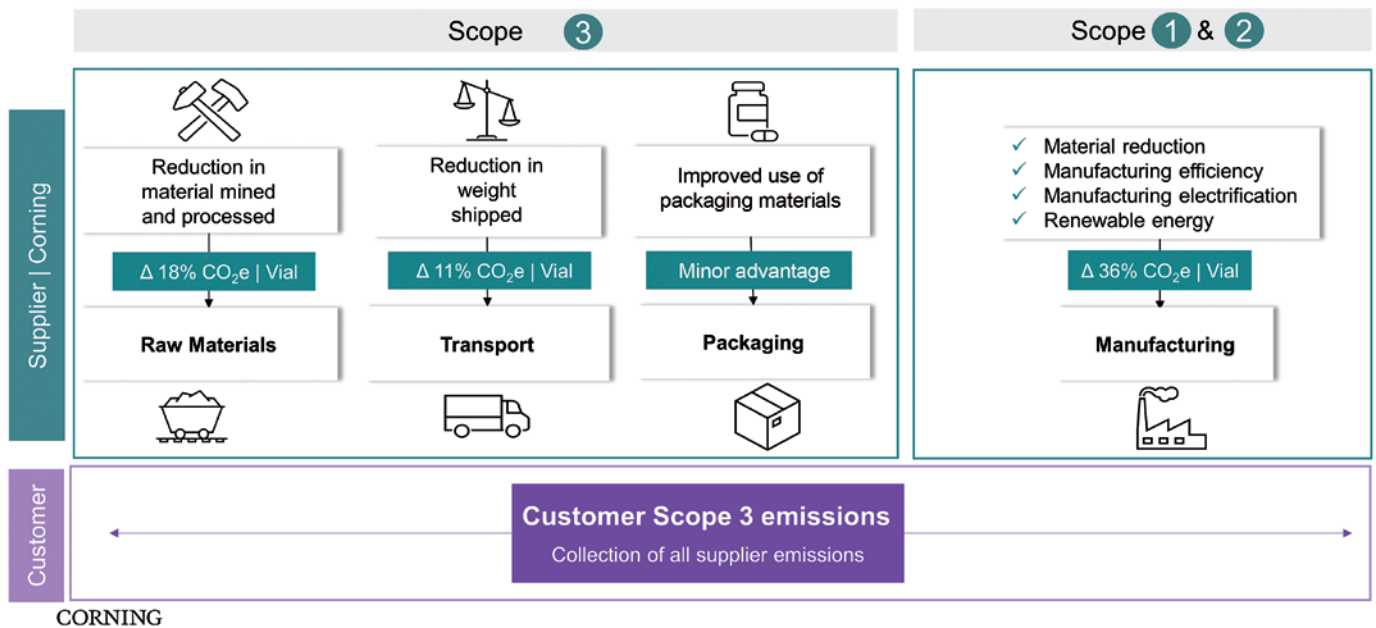 Scope 3
Scope 1 & 2
Supplier | Corning
Reduction in
material mined
and processed
Δ 18% CO₂e | Vial
Raw Materials
Reduction in
weight
shipped
Δ 11% CO₂e | Vial
Transport
Improved use of
packaging materials
Minor advantage
Packaging
✓ Material reduction
✓ Manufacturing efficiency
✓ Manufacturing electrification
✓ Renewable energy
Δ 36% CO₂e | Vial
Manufacturing
Customer
Customer Scope 3 emissions
Collection of all supplier emissions
CORNING